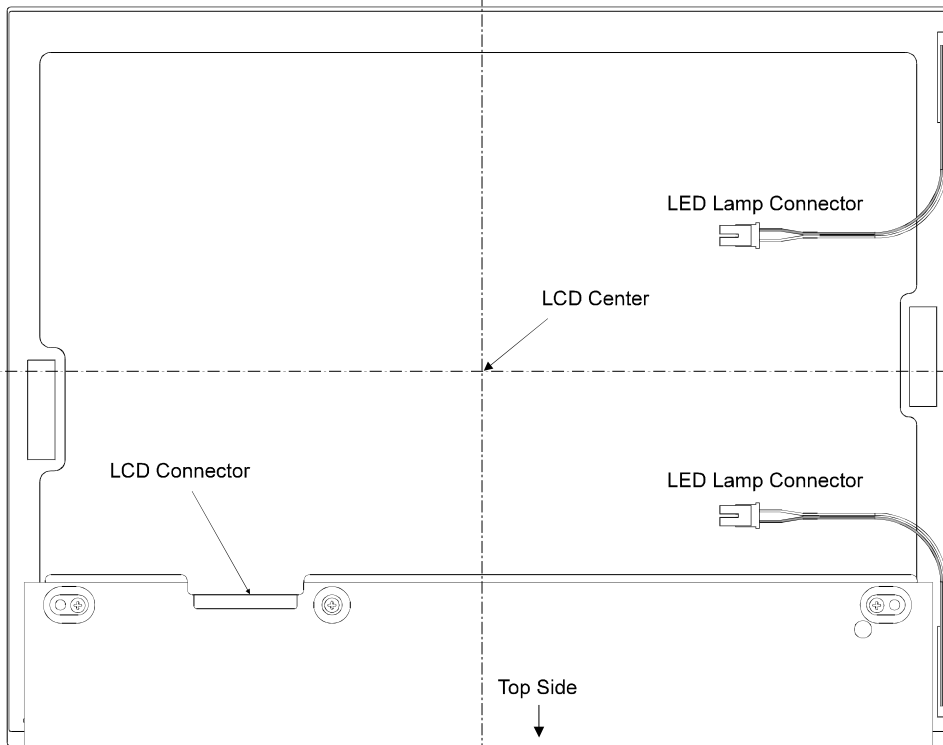 LED Lamp Connector
LCD Center
LCD Connector
LED Lamp Connector
Top Side